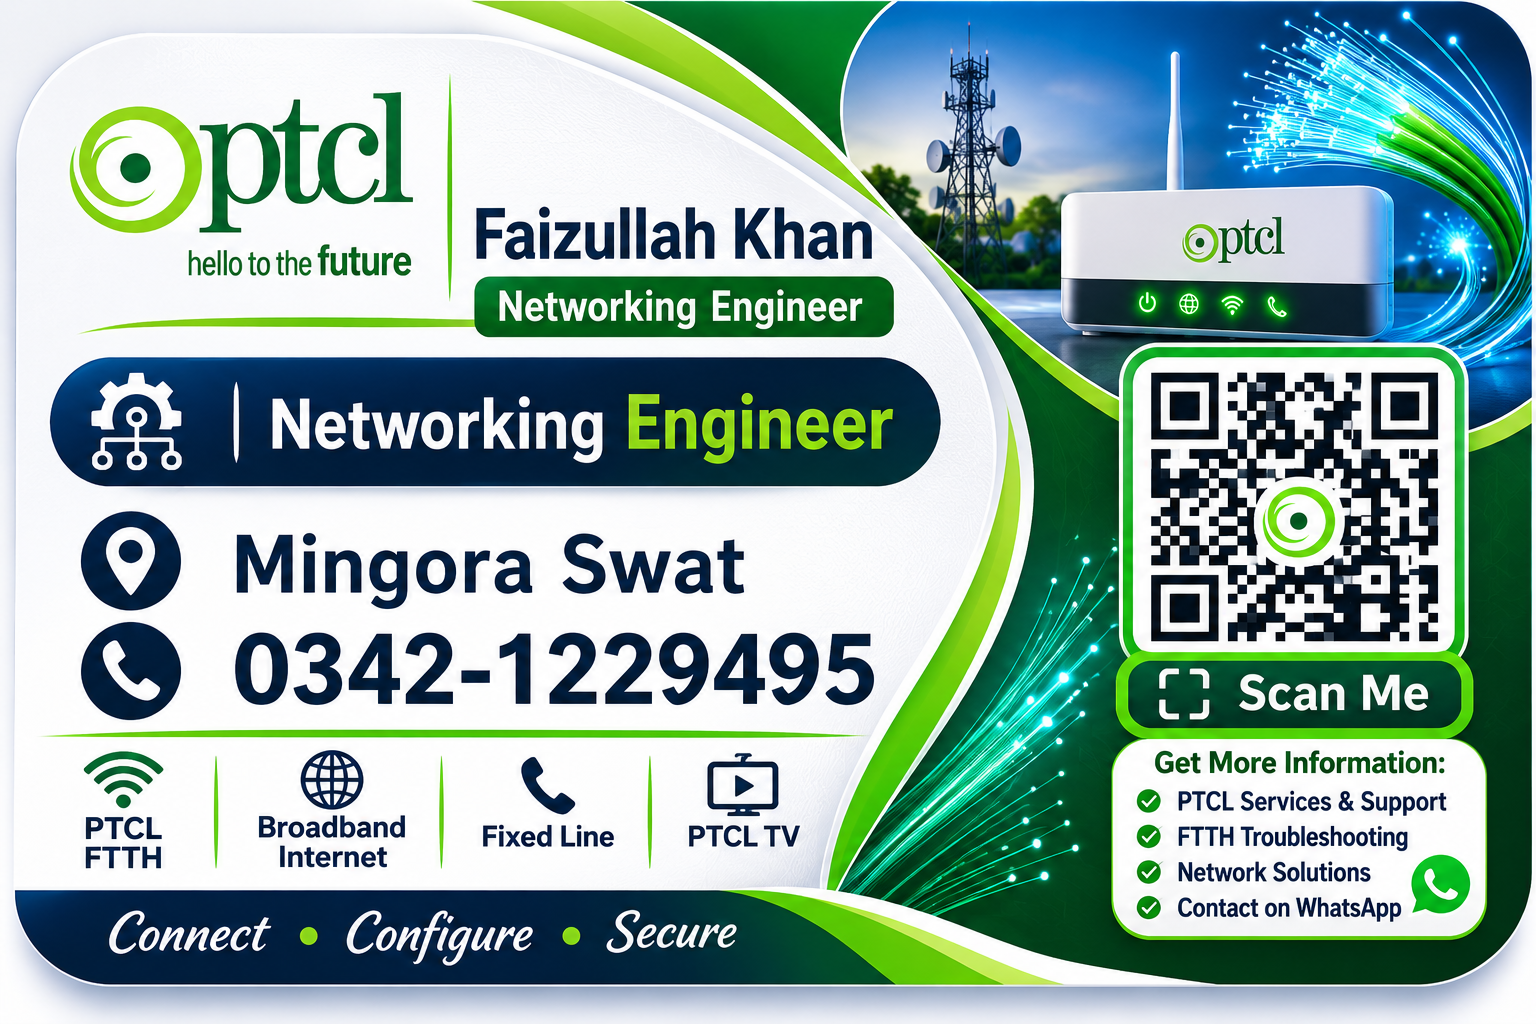 ptcl
hello to the future
Faizullah Khan
Networking Engineer
Networking Engineer
Mingora Swat
0342-1229495
PTCL
FTTH
Broadband
Internet
Fixed Line
PTCL TV
Connect • Configure • Secure
ptcl
Scan Me
Get More Information:
PTCL Services & Support
FTTH Troubleshooting
Network Solutions
Contact on WhatsApp